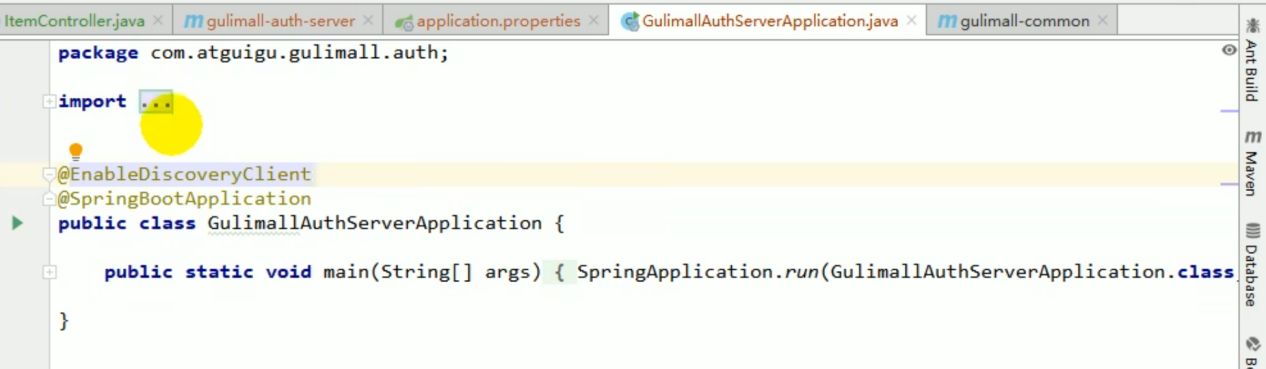 ItemController.java gulimall-auth-server application.properties GulimallAuthServerApplication.java gulimall-common
package com.atguigu.gulimall.auth;
import ...
@EnableDiscoveryClient
@SpringBootApplication
public class GulimallAuthServerApplication {
public static void main(String[] args) { SpringApplication.run(GulimallAuthServerApplication.class
}
Ant Build
Maven
Database